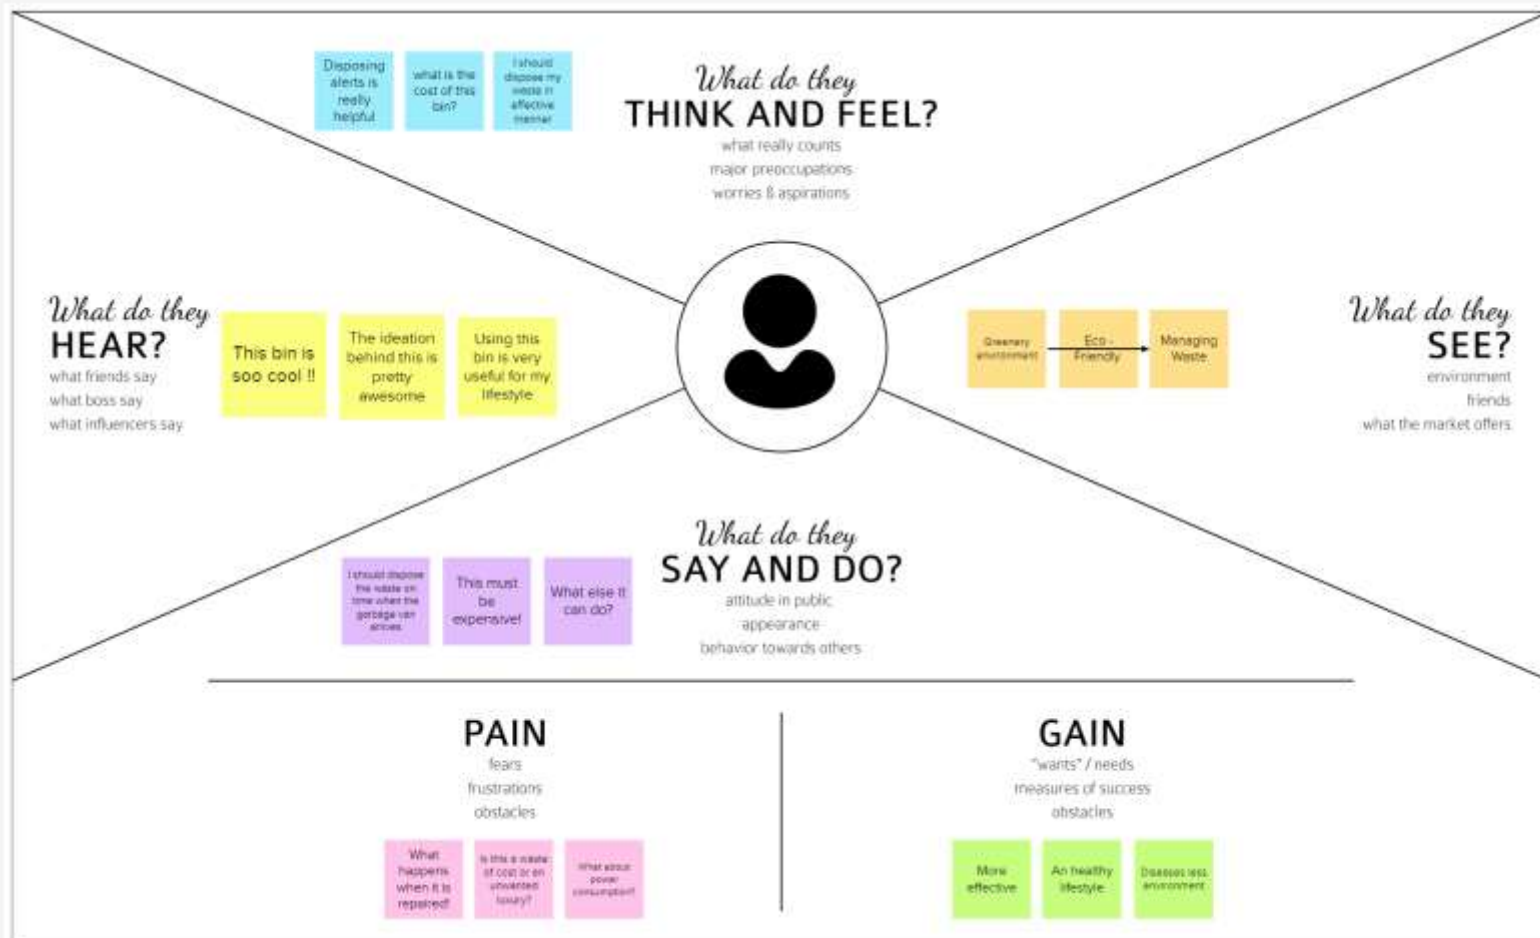 Disposing
alerts is
really
helpful
what is the
cost of this
bin?
I should
dispose my
waste in
effective
manner
What do they
THINK AND FEEL?
what really counts
major preoccupations
worries & aspirations
What do they
HEAR?
what friends say
what boss say
what influencers say
This bin is
soo cool !!
The ideation
behind this is
pretty
awesome
Using this
bin is very
useful for my
lifestyle
Greenery
environment
Eco -
Friendly
Managing
Waste
What do they
SEE?
environment
friends
what the market offers
I should dispose
the waste on
time when the
garbage van
arrives
This must
be
expensive!
What else it
can do?
What do they
SAY AND DO?
attitude in public
appearance
behavior towards others
PAIN
fears
frustrations
obstacles
What
happens
when it is
repaired!
Is this a waste
of cost or an
unwanted
luxury?
What about
power
consumption?
GAIN
"wants" / needs
measures of success
obstacles
More
effective
An healthy
lifestyle
Diseases less
environment